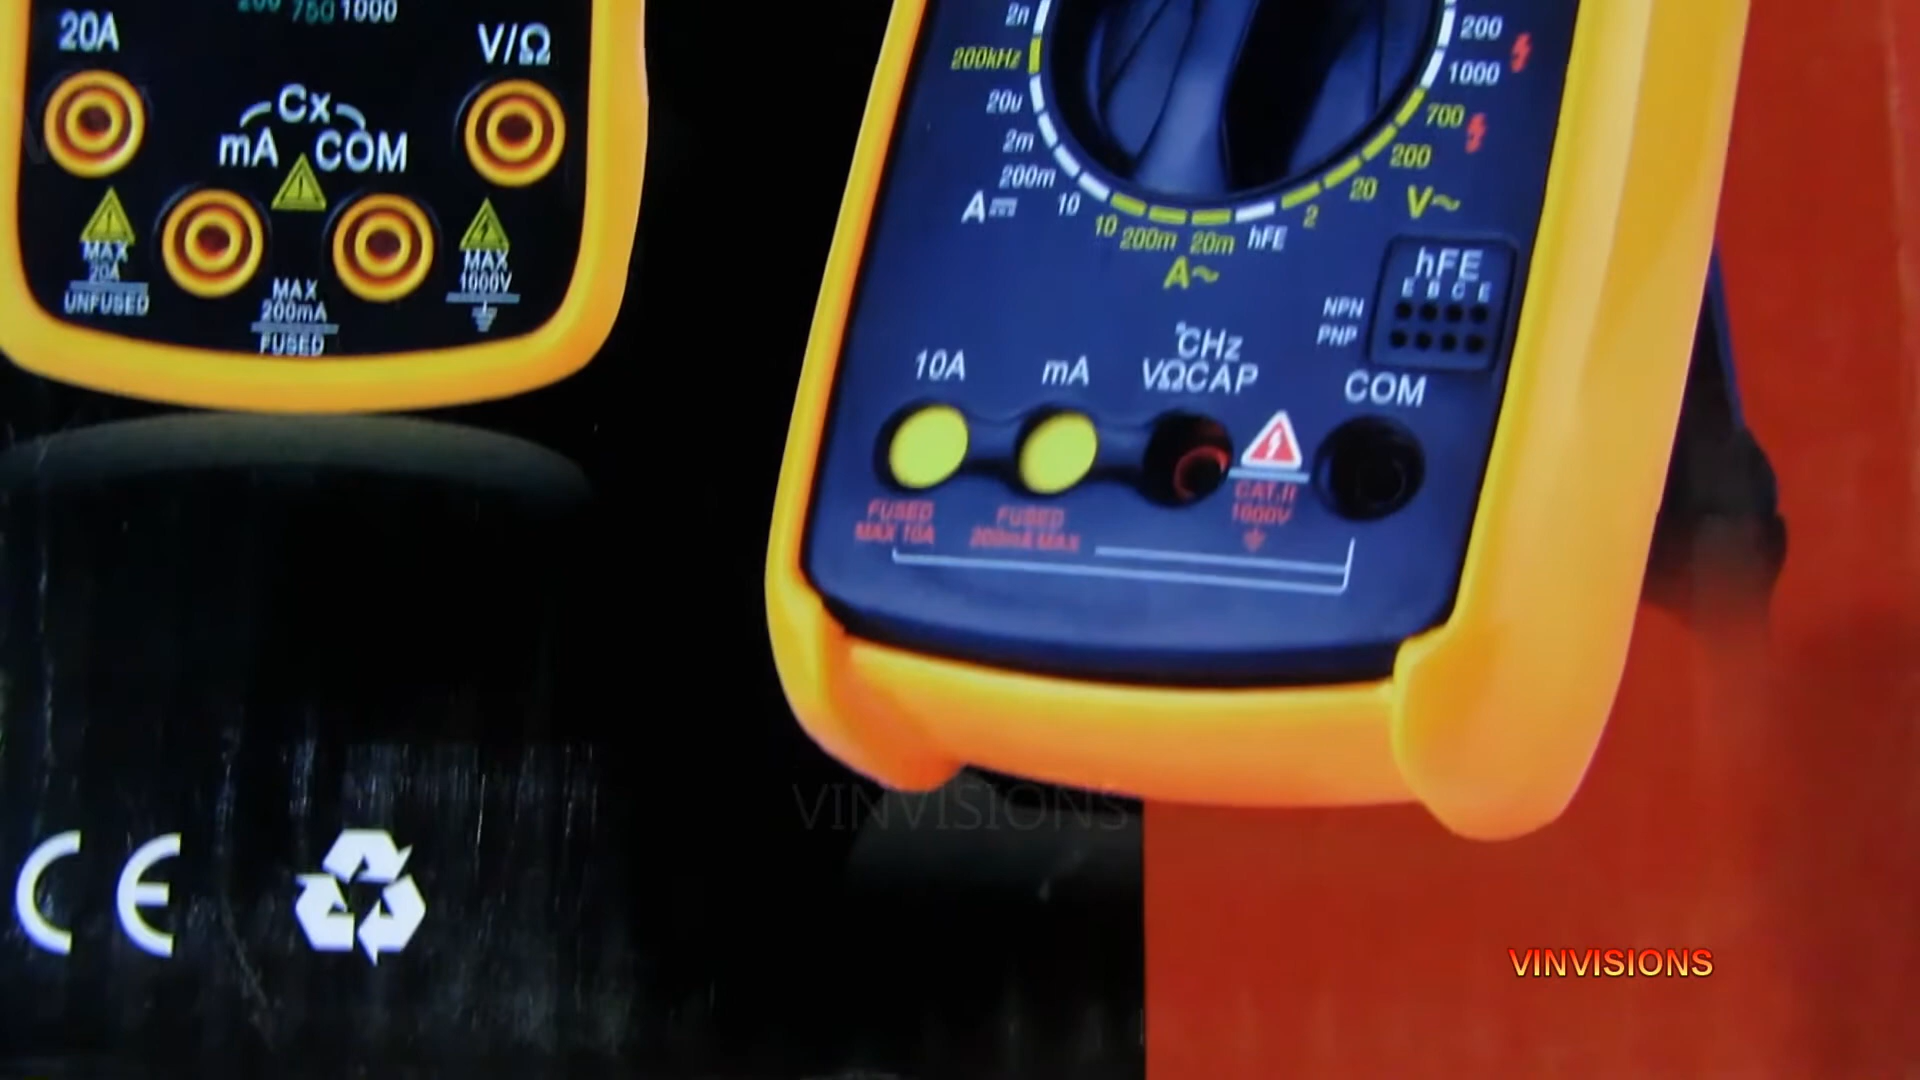 200 750 1000
20A
V/Ω
Cx
mA COM
MAX
20A
UNFUSED
MAX
200mA
FUSED
MAX
1000V
2n
200kHz
20u
2m
200m
A
10
10
200m
20m
hFE
A~
2
20
200
700
V~
200
1000
hFE
E B C E
NPN
PNP
10A
mA
°CHz
VΩCAP
COM
FUSED
MAX 10A
FUSED
200mA MAX
CAT.II
1000V
VINVISIONS
CE
VINVISIONS